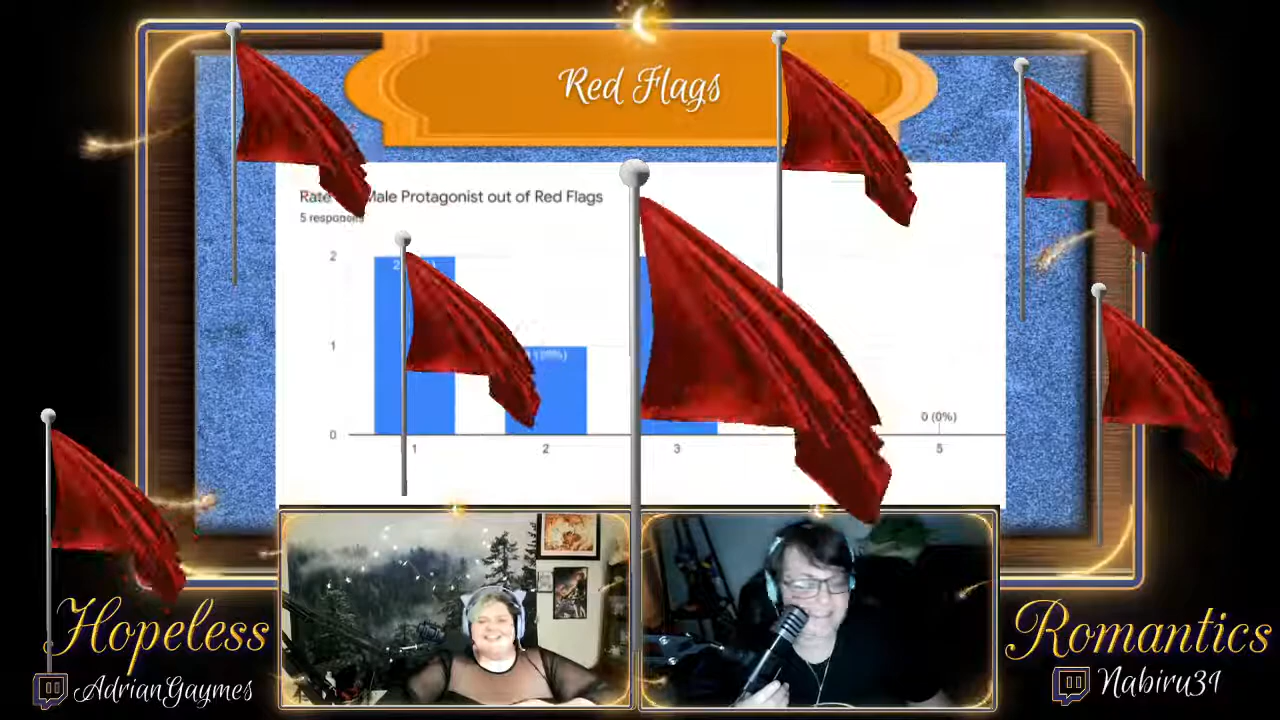 Red Flags
Rate Male Protagonist out of Red Flags
5 responses
2
1
0
1
2
3
5
0 (0%)
Hopeless
AdrianGaymes
Romantics
Nabiru39